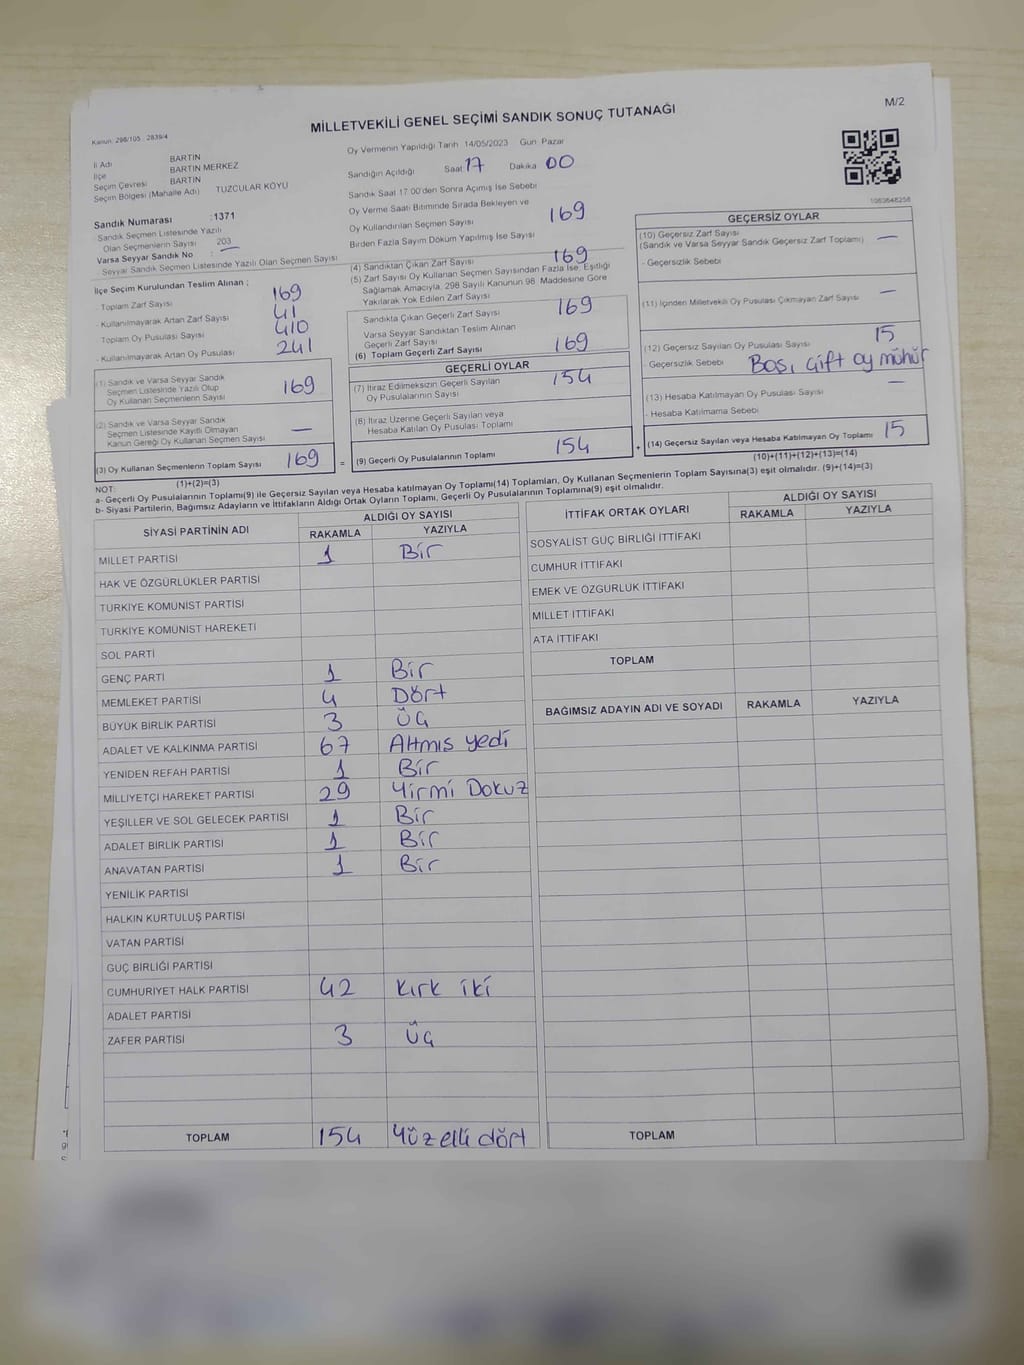 MİLLETVEKİLİ GENEL SEÇİMİ SANDIK SONUÇ TUTANAĞI
M/2
Kanun: 298/105 - 2839/4
İl Adı BARTIN
İlçe BARTIN MERKEZ
Seçim Çevresi BARTIN
Seçim Bölgesi (Mahalle Adı) TUZCULAR KOYU
Sandık Numarası :1371
Sandık Seçmen Listesinde Yazılı
Olan Seçmenlerin Sayısı 203
Varsa Seyyar Sandık No : —
Seyyar Sandık Seçmen Listesinde Yazılı Olan Seçmen Sayısı
İlçe Seçim Kurulundan Teslim Alınan ;
- Toplam Zarf Sayısı 169
- Kullanılmayarak Artan Zarf Sayısı 41
- Toplam Oy Pusulası Sayısı 410
- Kullanılmayarak Artan Oy Pusulası 241
(1) Sandık ve Varsa Seyyar Sandık
Seçmen Listesinde Yazılı Olup
Oy Kullanan Seçmenlerin Sayısı 169
(2) Sandık ve Varsa Seyyar Sandık
Seçmen Listesinde Kayıtlı Olmayan
Kanun Gereği Oy Kullanan Seçmen Sayısı —
(3) Oy Kullanan Seçmenlerin Toplam Sayısı 169
(1)+(2)=(3)
Oy Vermenin Yapıldığı Tarih 14/05/2023 Gün Pazar
Sandığın Açıldığı Saat 17 Dakika 00
Sandık Saat 17:00'den Sonra Açımış İse Sebebi
Oy Verme Saati Bitiminde Sırada Bekleyen ve
Oy Kullandırılan Seçmen Sayısı 169
Birden Fazla Sayım Döküm Yapılmış İse Sayısı
(4) Sandıktan Çıkan Zarf Sayısı 169
(5) Zarf Sayısı Oy Kullanan Seçmen Sayısından Fazla İse, Eşitliği
Sağlamak Amacıyla, 298 Sayılı Kanunun 98. Maddesine Göre
Yakılarak Yok Edilen Zarf Sayısı
Sandıkta Çıkan Geçerli Zarf Sayısı 169
Varsa Seyyar Sandıktan Teslim Alınan
Geçerli Zarf Sayısı
(6) Toplam Geçerli Zarf Sayısı 169
GEÇERLİ OYLAR
(7) İtiraz Edilmeksizin Geçerli Sayılan
Oy Pusulalarının Sayısı 154
(8) İtiraz Üzerine Geçerli Sayılan veya
Hesaba Katılan Oy Pusulası Toplamı
= (9) Geçerli Oy Pusulalarının Toplamı 154 +
1083648258
GEÇERSİZ OYLAR
(10) Geçersiz Zarf Sayısı —
(Sandık ve Varsa Seyyar Sandık Geçersiz Zarf Toplamı)
- Geçersizlik Sebebi
(11) İçinden Milletvekili Oy Pusulası Çıkmayan Zarf Sayısı —
(12) Geçersiz Sayılan Oy Pusulası Sayısı 15
- Geçersizlik Sebebi Boş, Çift oy mühür
(13) Hesaba Katılmayan Oy Pusulası Sayısı —
- Hesaba Katılmama Sebebi
(14) Geçersiz Sayılan veya Hesaba Katılmayan Oy Toplamı 15
(10)+(11)+(12)+(13)=(14)
NOT:
a- Geçerli Oy Pusulalarının Toplamı(9) ile Geçersiz Sayılan veya Hesaba katılmayan Oy Toplamı(14) Toplamları, Oy Kullanan Seçmenlerin Toplam Sayısına(3) eşit olmalıdır. (9)+(14)=(3)
b- Siyasi Partilerin, Bağımsız Adayların ve İttifakların Aldığı Ortak Oyların Toplamı, Geçerli Oy Pusulalarının Toplamına(9) eşit olmalıdır.
SİYASİ PARTİNİN ADI ALDIĞI OY SAYISI
RAKAMLA YAZIYLA
MİLLET PARTİSİ 1 Bir
HAK VE ÖZGÜRLÜKLER PARTİSİ
TÜRKİYE KOMÜNİST PARTİSİ
TÜRKİYE KOMÜNİST HAREKETİ
SOL PARTİ
GENÇ PARTİ 1 Bir
MEMLEKET PARTİSİ 4 Dört
BÜYÜK BİRLİK PARTİSİ 3 Üç
ADALET VE KALKINMA PARTİSİ 67 Altmıs yedi
YENİDEN REFAH PARTİSİ 1 Bir
MİLLİYETÇİ HAREKET PARTİSİ 29 Yirmi Dokuz
YEŞİLLER VE SOL GELECEK PARTİSİ 1 Bir
ADALET BİRLİK PARTİSİ 1 Bir
ANAVATAN PARTİSİ 1 Bir
YENİLİK PARTİSİ
HALKIN KURTULUŞ PARTİSİ
VATAN PARTİSİ
GÜÇ BİRLİĞİ PARTİSİ
CUMHURİYET HALK PARTİSİ 42 Kırk iki
ADALET PARTİSİ
ZAFER PARTİSİ 3 Üç
TOPLAM 154 Yüz elli dört
İTTİFAK ORTAK OYLARI ALDIĞI OY SAYISI
RAKAMLA YAZIYLA
SOSYALİST GÜÇ BİRLİĞİ İTTİFAKI
CUMHUR İTTİFAKI
EMEK VE ÖZGÜRLÜK İTTİFAKI
MİLLET İTTİFAKI
ATA İTTİFAKI
TOPLAM
BAĞIMSIZ ADAYIN ADI VE SOYADI RAKAMLA YAZIYLA
TOPLAM